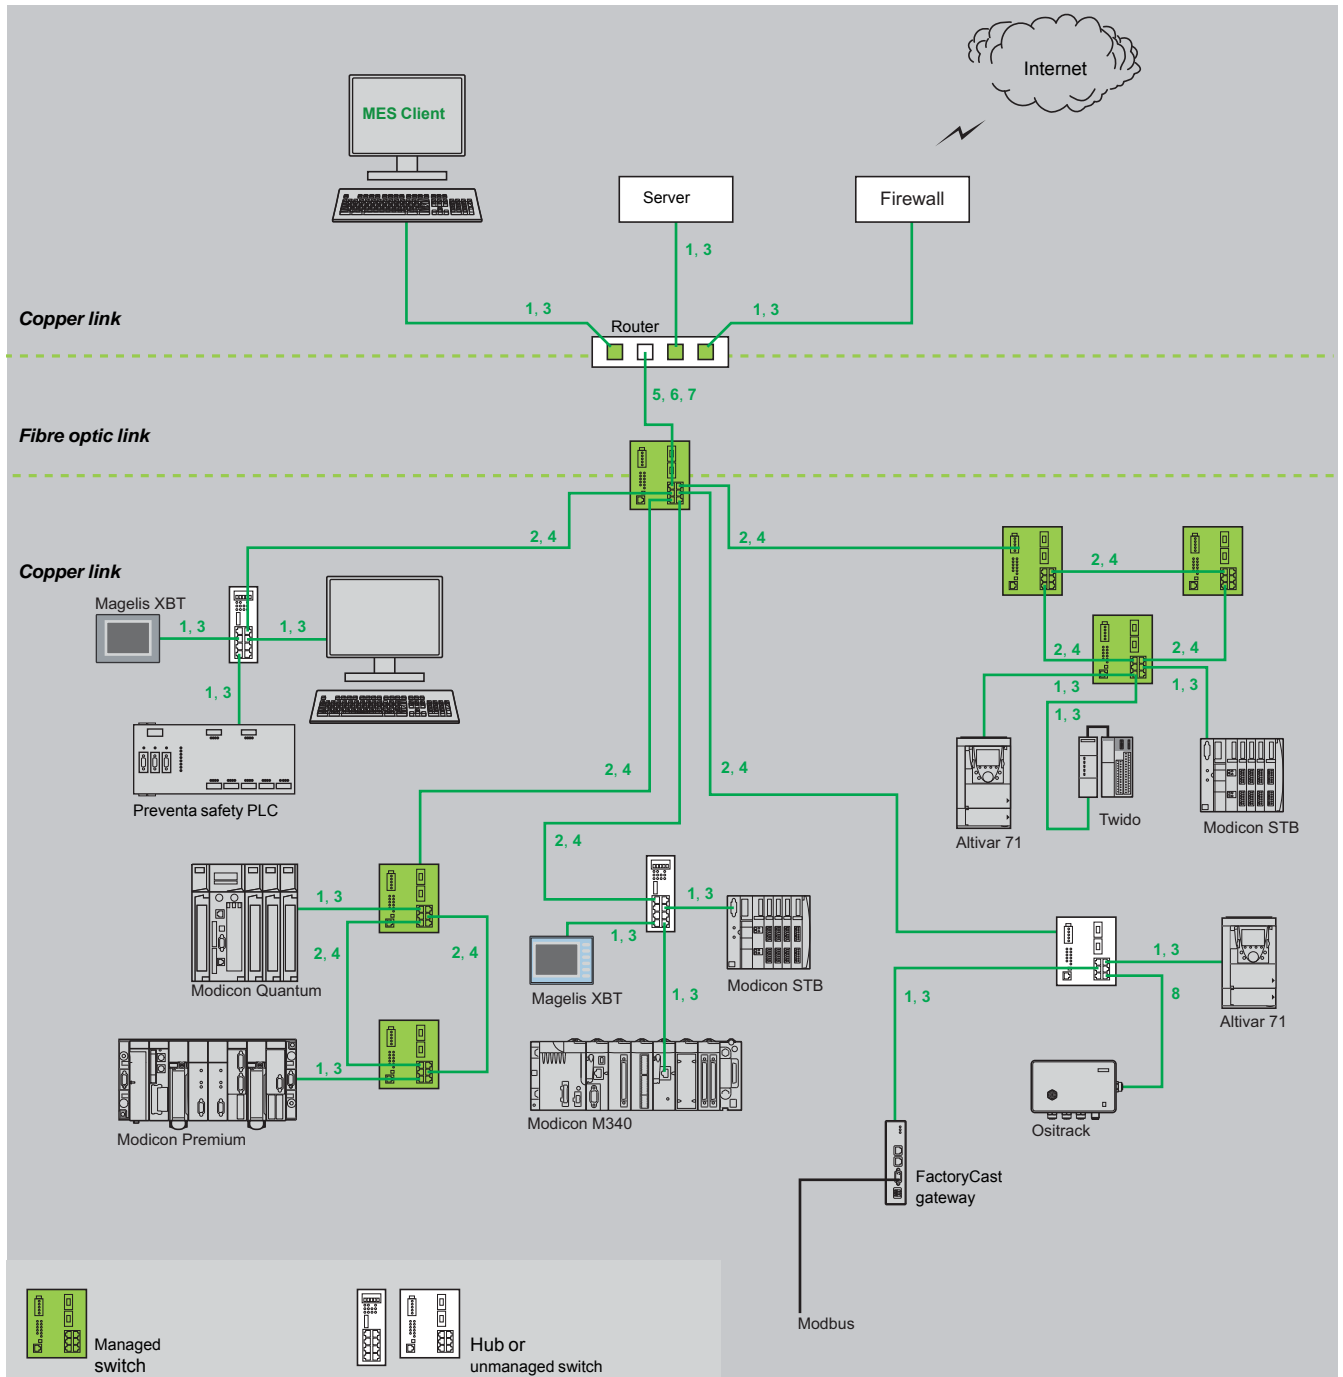 Internet
MES Client
Server
Firewall
1, 3
1, 3
1, 3
Copper link
Router
5, 6, 7
Fibre optic link
2, 4
2, 4
2, 4
Copper link
Magelis XBT
1, 3
1, 3
2, 4
2, 4
1, 3
1, 3
1, 3
1, 3
Preventa safety PLC
2, 4
2, 4
Altivar 71
Twido
Modicon STB
2, 4
1, 3
1, 3
1, 3
2, 4
2, 4
1, 3
Modicon Quantum
Magelis XBT
Modicon STB
1, 3
1, 3
8
Altivar 71
1, 3
Modicon Premium
Modicon M340
Ositrack
FactoryCast
gateway
Modbus
Managed
switch
Hub or
unmanaged switch